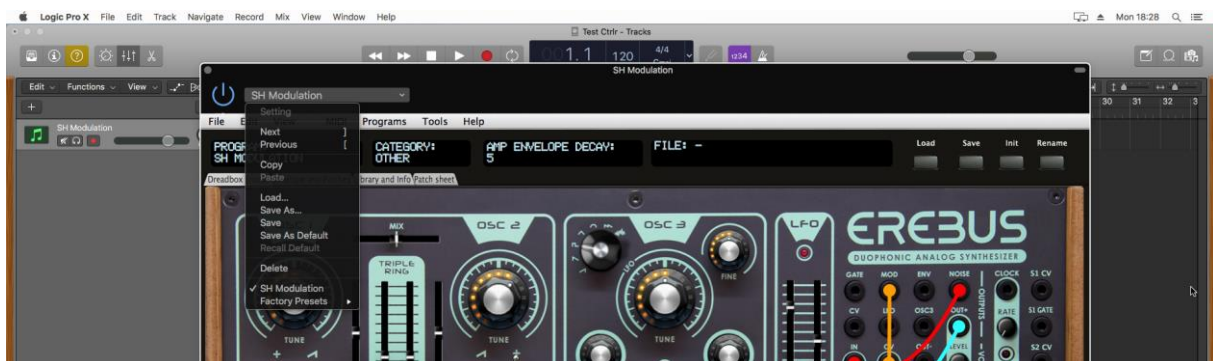 Logic Pro X File Edit Track Navigate Record Mix View Window Help
Mon 18:28
Test Ctrlr - Tracks
1.1 120 4/4
1234
SH Modulation
Edit Functions View
SH Modulation
30 31 32 3
Setting
Next ]
Previous [
Copy
Paste
Load...
Save As...
Save
Save As Default
Recall Default
Delete
✓ SH Modulation
Factory Presets
SH Modulation
File Programs Tools Help
CATEGORY: AMP ENVELOPE DECAY: FILE: -
SH OTHER 5
Load Save Init Rename
Dreadbox brary and Info Patch sheet
MIX OSC 2 OSC 3 LFO
EREBUS
DUOPHONIC ANALOG SYNTHESIZER
TRIPLE
RING
FINE
GATE MOD ENV NOISE CLOCK S1 CV
CV OSC3 OUT+ RATE S1 GATE
OUTPUTS
TUNE TUNE TUNE
IN LEVEL S2 CV